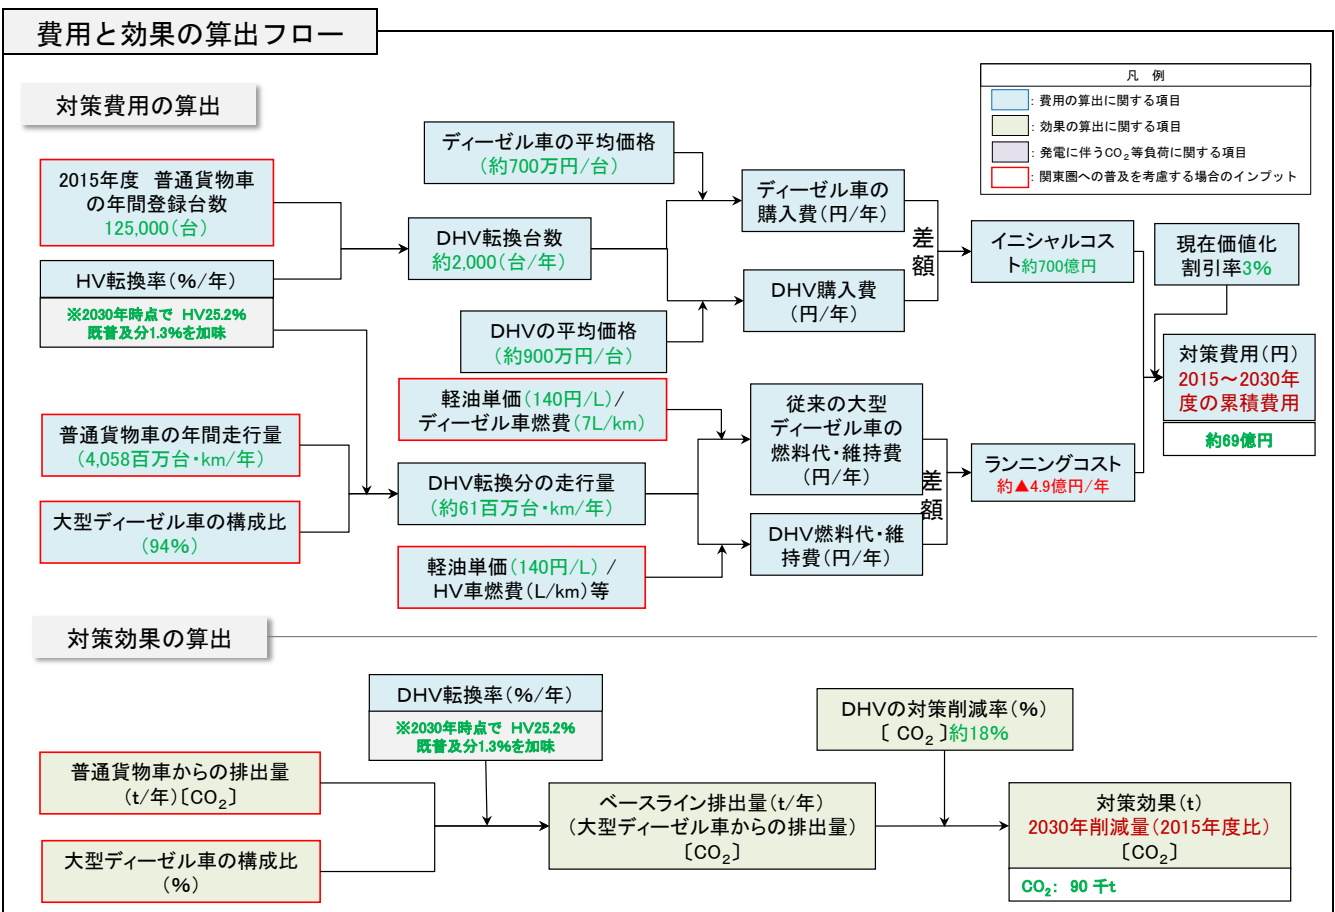 費用と効果の算出フロー
対策費用の算出
凡 例
：費用の算出に関する項目
：効果の算出に関する項目
：発電に伴うCO₂等負荷に関する項目
：関東圏への普及を考慮する場合のインプット
2015年度 普通貨物車
の年間登録台数
125,000（台）
HV転換率（％/年）
※2030年時点で HV25.2%
既普及分1.3%を加味
普通貨物車の年間走行量
（4,058百万台・km/年）
大型ディーゼル車の構成比
（94％）
ディーゼル車の平均価格
（約700万円/台）
DHV転換台数
約2,000（台/年）
DHVの平均価格
（約900万円/台）
軽油単価（140円/L）/
ディーゼル車燃費（7L/km）
DHV転換分の走行量
（約61百万台・km/年）
軽油単価（140円/L） /
HV車燃費（L/km）等
ディーゼル車の
購入費（円/年）
DHV購入費
（円/年）
差
額
従来の大型
ディーゼル車の
燃料代・維持費
（円/年）
DHV燃料代・維
持費（円/年）
差
額
イニシャルコス
ト約700億円
ランニングコスト
約▲4.9億円/年
現在価値化
割引率3%
対策費用（円）
2015～2030年
度の累積費用
約69億円
対策効果の算出
DHV転換率（％/年）
※2030年時点で HV25.2%
既普及分1.3%を加味
普通貨物車からの排出量
（t/年）〔CO₂〕
大型ディーゼル車の構成比
（％）
ベースライン排出量（t/年）
（大型ディーゼル車からの排出量）
〔CO₂〕
DHVの対策削減率（％）
〔 CO₂ 〕約18%
対策効果（t）
2030年削減量（2015年度比）
〔CO₂〕
CO₂： 90 千t